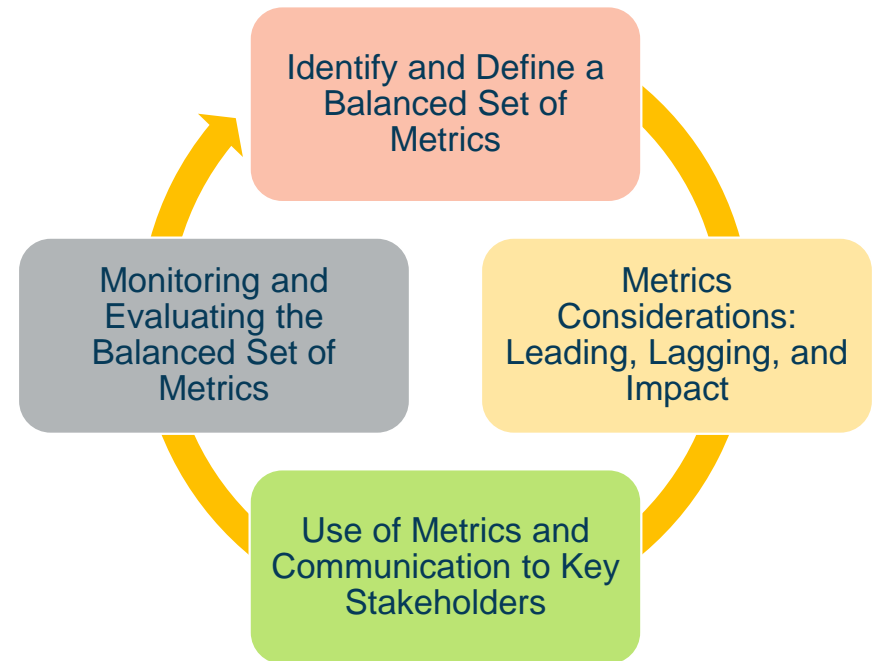 Identify and Define a
Balanced Set of
Metrics
Metrics
Considerations:
Leading, Lagging, and
Impact
Use of Metrics and
Communication to Key
Stakeholders
Monitoring and
Evaluating the
Balanced Set of
Metrics